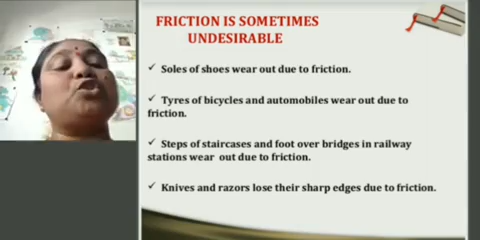 FRICTION IS SOMETIMES
UNDESIRABLE
✓ Soles of shoes wear out due to friction.
✓ Tyres of bicycles and automobiles wear out due to
friction.
✓ Steps of staircases and foot over bridges in railway
stations wear out due to friction.
✓ Knives and razors lose their sharp edges due to friction.